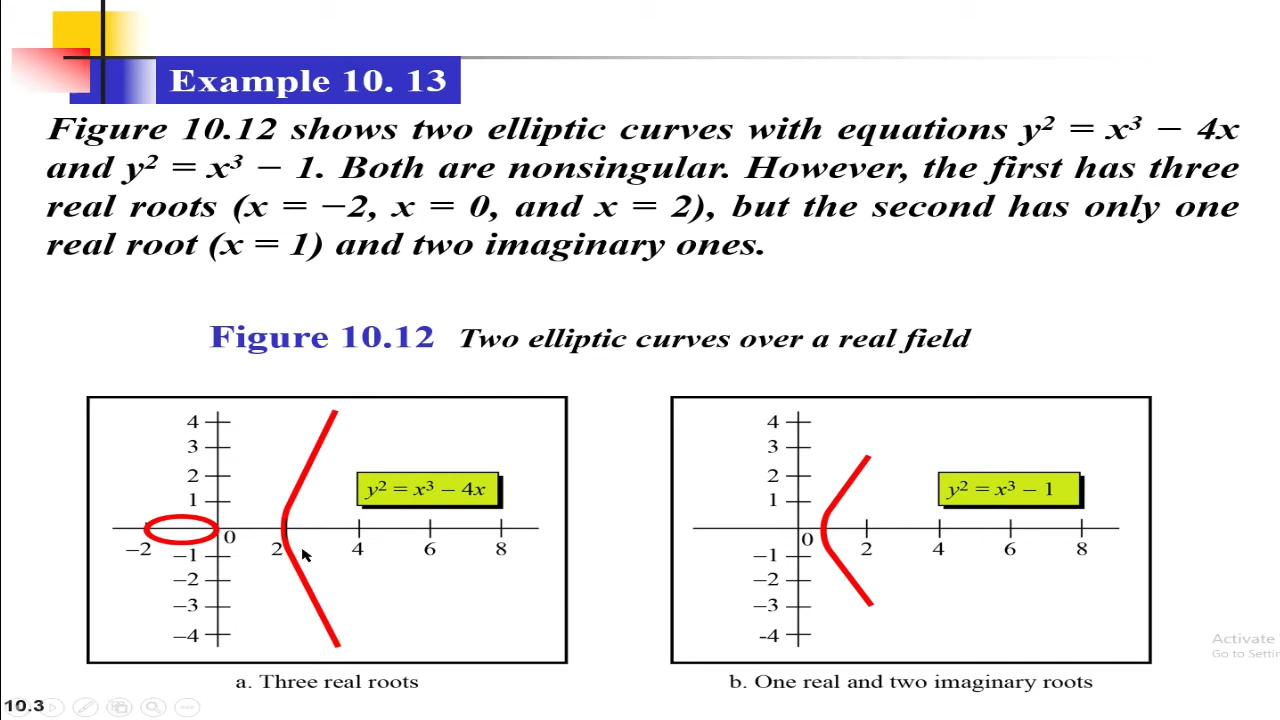 Example 10. 13
Figure 10.12 shows two elliptic curves with equations y² = x³ − 4x
and y² = x³ − 1. Both are nonsingular. However, the first has three
real roots (x = −2, x = 0, and x = 2), but the second has only one
real root (x = 1) and two imaginary ones.
Figure 10.12 Two elliptic curves over a real field
4
3
2
1
y² = x³ − 4x
−2 0 2 4 6 8
−1
−2
−3
−4
a. Three real roots
4
3
2
1
y² = x³ − 1
0 2 4 6 8
−1
−2
−3
-4
b. One real and two imaginary roots
Activate
Go to Settin
10.3